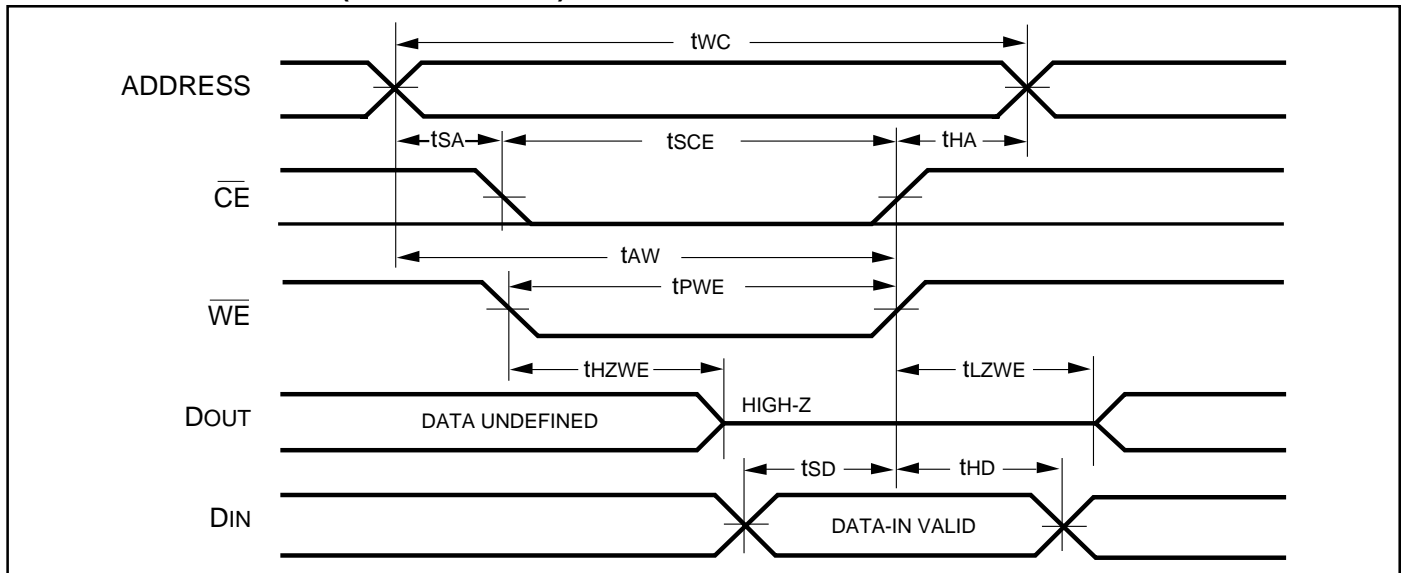 tWC
ADDRESS
tSA
tSCE
tHA
CE
tAW
tPWE
WE
tHZWE
tLZWE
DOUT
DATA UNDEFINED
HIGH-Z
tSD
tHD
DIN
DATA-IN VALID